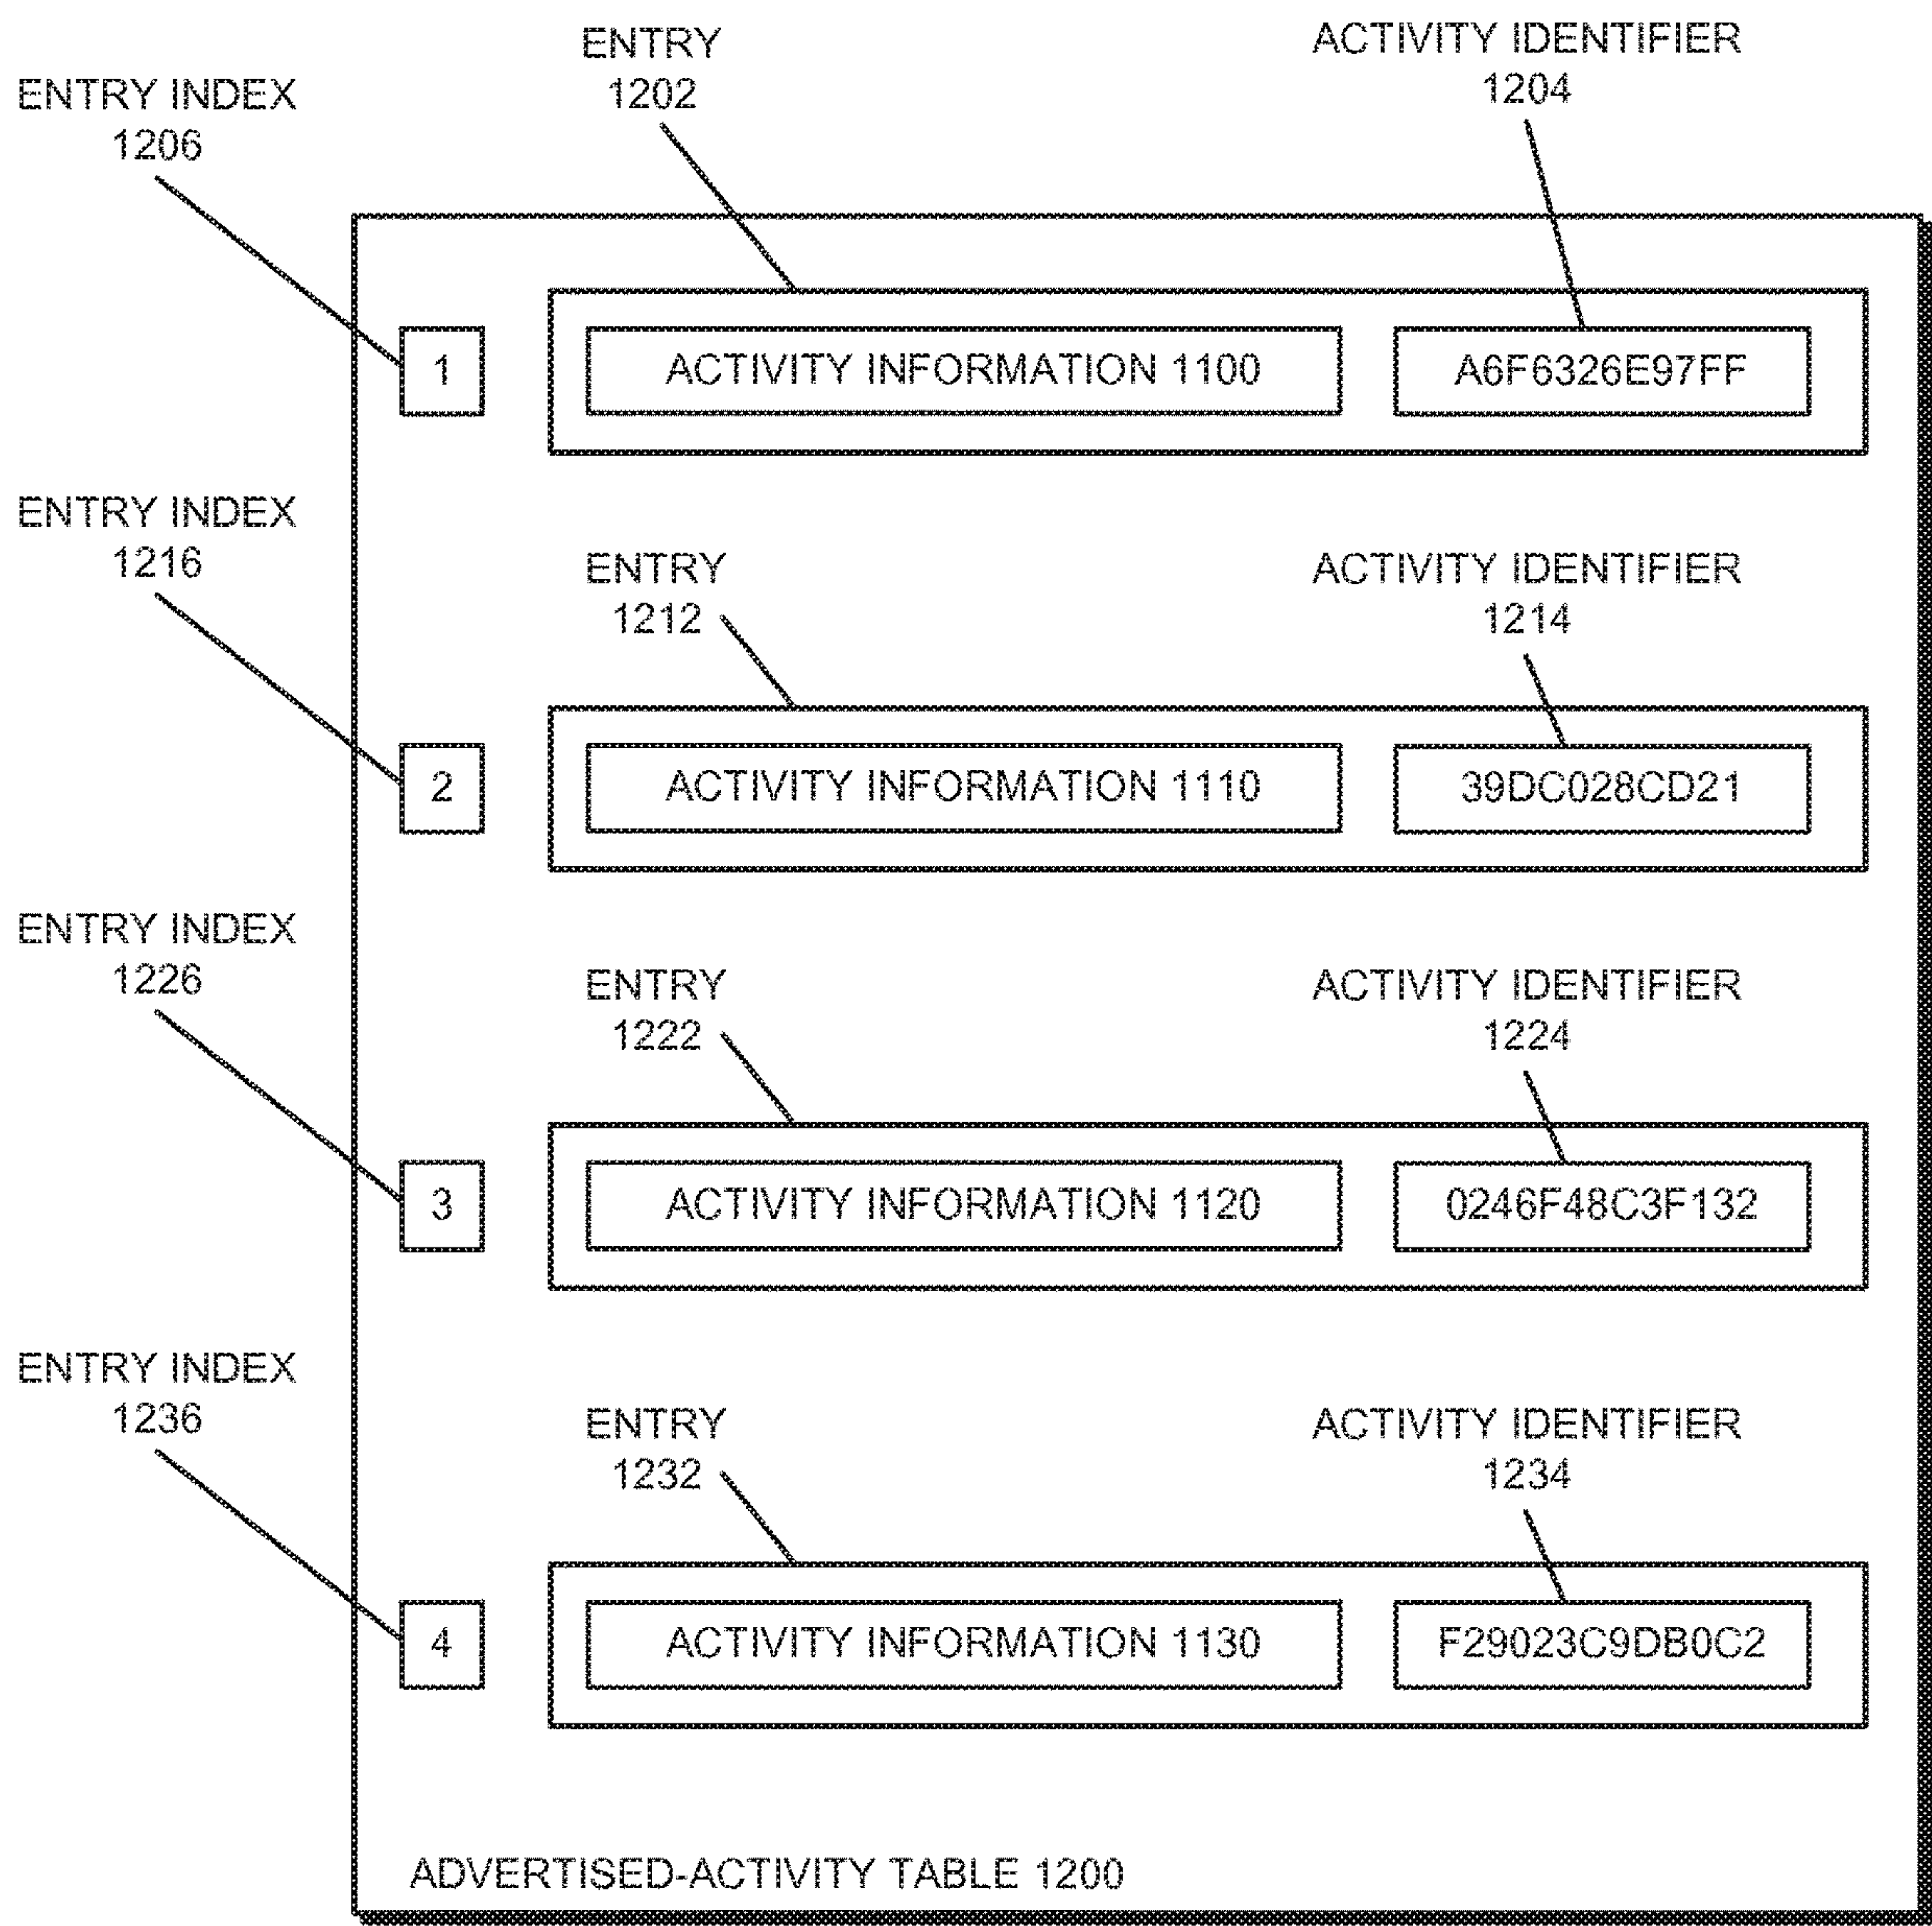 ENTRY INDEX
1206
ENTRY
1202
ACTIVITY IDENTIFIER
1204
1
ACTIVITY INFORMATION 1100
A6F6326E97FF
ENTRY INDEX
1216
ENTRY
1212
ACTIVITY IDENTIFIER
1214
2
ACTIVITY INFORMATION 1110
39DC028CD21
ENTRY INDEX
1226
ENTRY
1222
ACTIVITY IDENTIFIER
1224
3
ACTIVITY INFORMATION 1120
0246F48C3F132
ENTRY INDEX
1236
ENTRY
1232
ACTIVITY IDENTIFIER
1234
4
ACTIVITY INFORMATION 1130
F29023C9DB0C2
ADVERTISED-ACTIVITY TABLE 1200